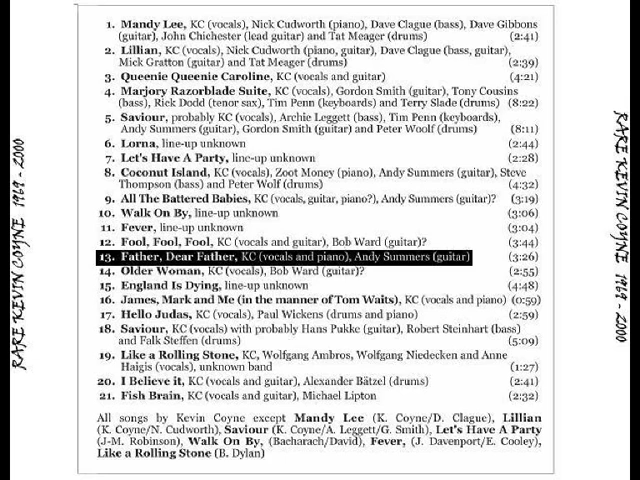 RARE KEVIN COYNE 1969 - 2000
1. Mandy Lee, KC (vocals), Nick Cudworth (piano), Dave Clague (bass), Dave Gibbons
(guitar), John Chichester (lead guitar) and Tat Meager (drums) (2:41)
2. Lillian, KC (vocals), Nick Cudworth (piano, guitar), Dave Clague (bass, guitar),
Mick Gratton (guitar) and Tat Meager (drums) (2:39)
3. Queenie Queenie Caroline, KC (vocals and guitar) (4:21)
4. Marjory Razorblade Suite, KC (vocals), Gordon Smith (guitar), Tony Cousins
(bass), Rick Dodd (tenor sax), Tim Penn (keyboards) and Terry Slade (drums) (8:22)
5. Saviour, probably KC (vocals), Archie Leggett (bass), Tim Penn (keyboards),
Andy Summers (guitar), Gordon Smith (guitar) and Peter Woolf (drums) (8:11)
6. Lorna, line-up unknown (2:44)
7. Let's Have A Party, line-up unknown (2:28)
8. Coconut Island, KC (vocals), Zoot Money (piano), Andy Summers (guitar), Steve
Thompson (bass) and Peter Wolf (drums) (4:32)
9. All The Battered Babies, KC (vocals, guitar, piano?), Andy Summers (guitar)? (3:19)
10. Walk On By, line-up unknown (3:06)
11. Fever, line-up unknown (3:04)
12. Fool, Fool, Fool, KC (vocals and guitar), Bob Ward (guitar)? (3:44)
13. Father, Dear Father, KC (vocals and piano), Andy Summers (guitar) (3:26)
14. Older Woman, KC (vocals), Bob Ward (guitar)? (2:55)
15. England Is Dying, line-up unknown (4:48)
16. James, Mark and Me (in the manner of Tom Waits), KC (vocals and piano) (0:59)
17. Hello Judas, KC (vocals), Paul Wickens (drums and piano) (2:59)
18. Saviour, KC (vocals) with probably Hans Pukke (guitar), Robert Steinhart (bass)
and Falk Steffen (drums) (5:09)
19. Like a Rolling Stone, KC, Wolfgang Ambros, Wolfgang Niedecken and Anne
Haigis (vocals), unknown band (1:27)
20. I Believe it, KC (vocals and guitar), Alexander Bätzel (drums) (2:41)
21. Fish Brain, KC (vocals and guitar), Michael Lipton (2:32)
All songs by Kevin Coyne except Mandy Lee (K. Coyne/D. Clague), Lillian
(K. Coyne/N. Cudworth), Saviour (K. Coyne/A. Leggett/G. Smith), Let's Have A Party
(J-M. Robinson), Walk On By, (Bacharach/David), Fever, (J. Davenport/E. Cooley),
Like a Rolling Stone (B. Dylan)
RARE KEVIN COYNE 1969 - 2000